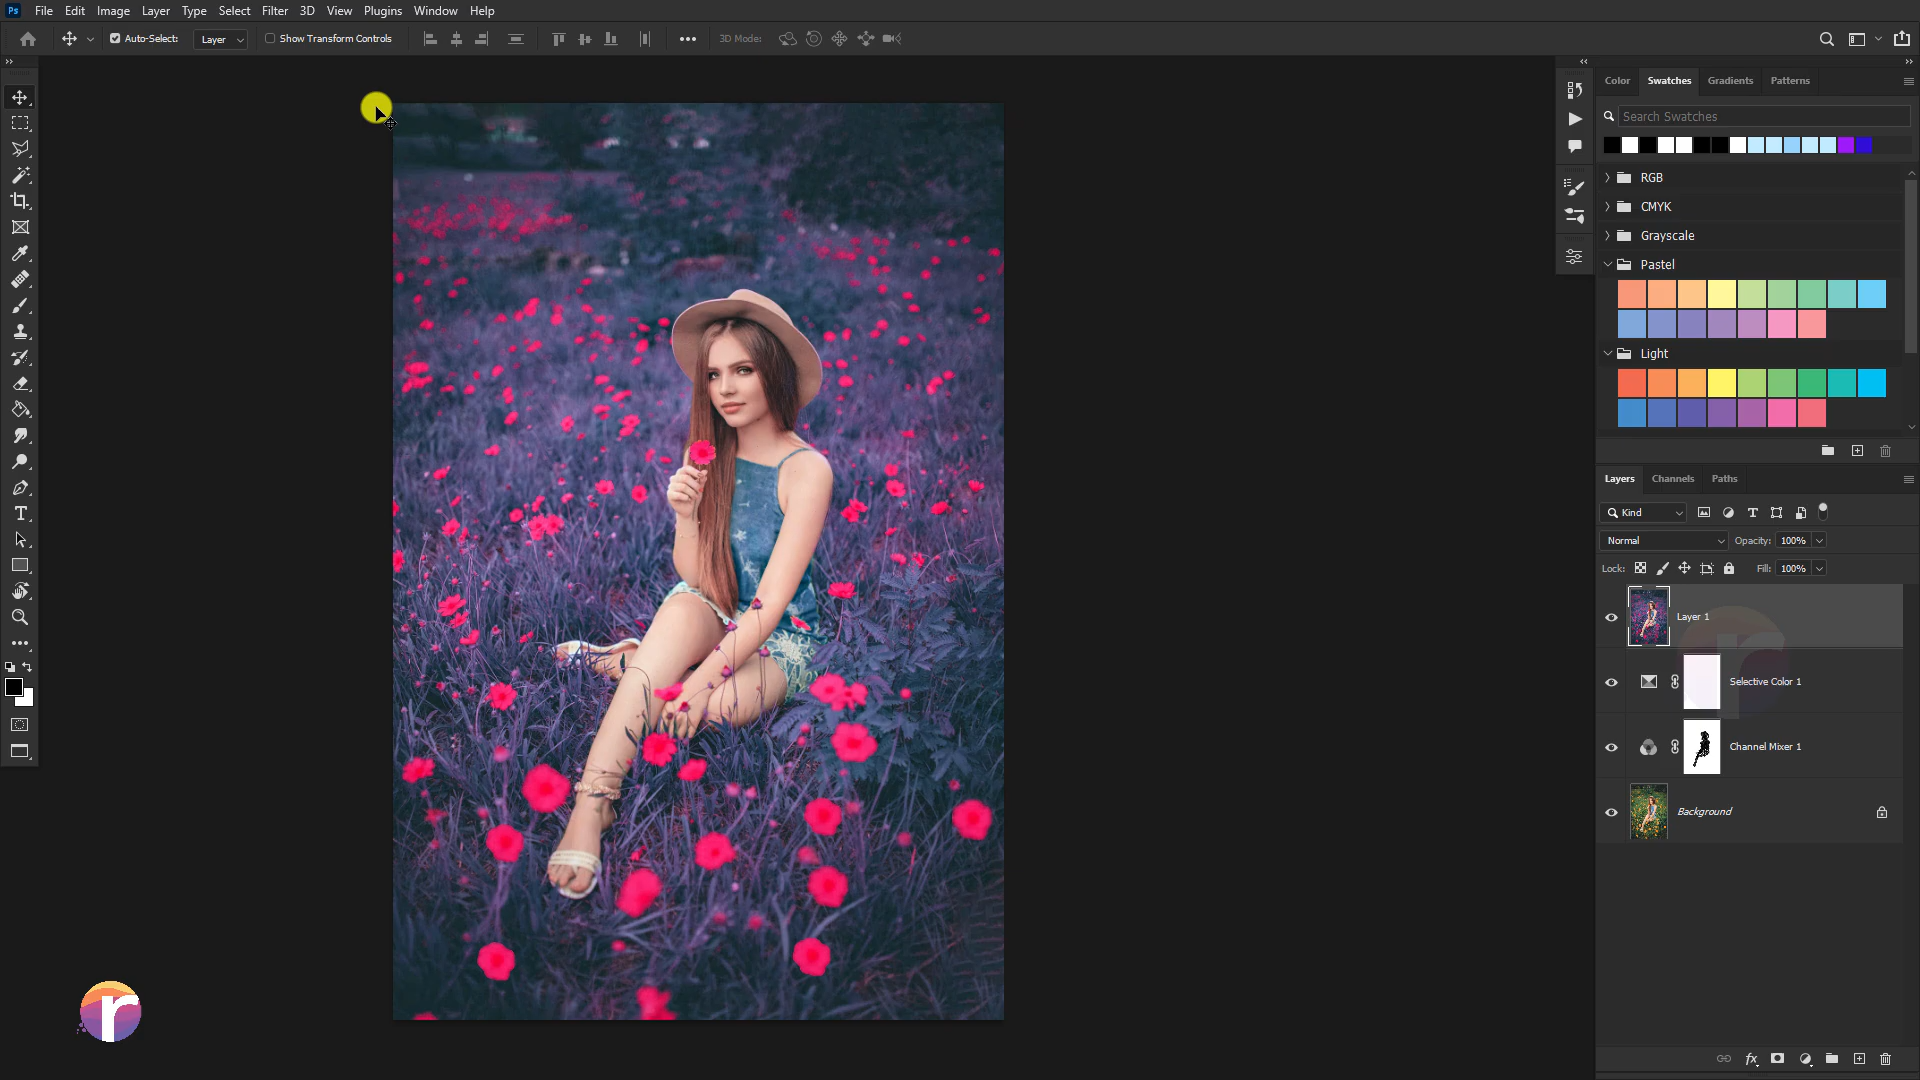 Ps File Edit Image Layer Type Select Filter 3D View Plugins Window Help
Auto-Select: Layer Show Transform Controls 3D Mode:
Color Swatches Gradients Patterns
Search Swatches
RGB
CMYK
Grayscale
Pastel
Light
Layers Channels Paths
Kind
Normal Opacity: 100%
Lock: Fill: 100%
Layer 1
Selective Color 1
Channel Mixer 1
Background
fx
r